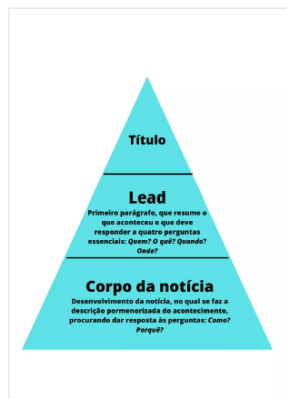 Título
Lead
Primeiro parágrafo, que resume o
que aconteceu e que deve
responder a quatro perguntas
essenciais: Quem? O quê? Quando?
Onde?
Corpo da notícia
Desenvolvimento da notícia, no qual se faz a
descrição pormenorizada do acontecimento,
procurando dar resposta às perguntas: Como?
Porquê?